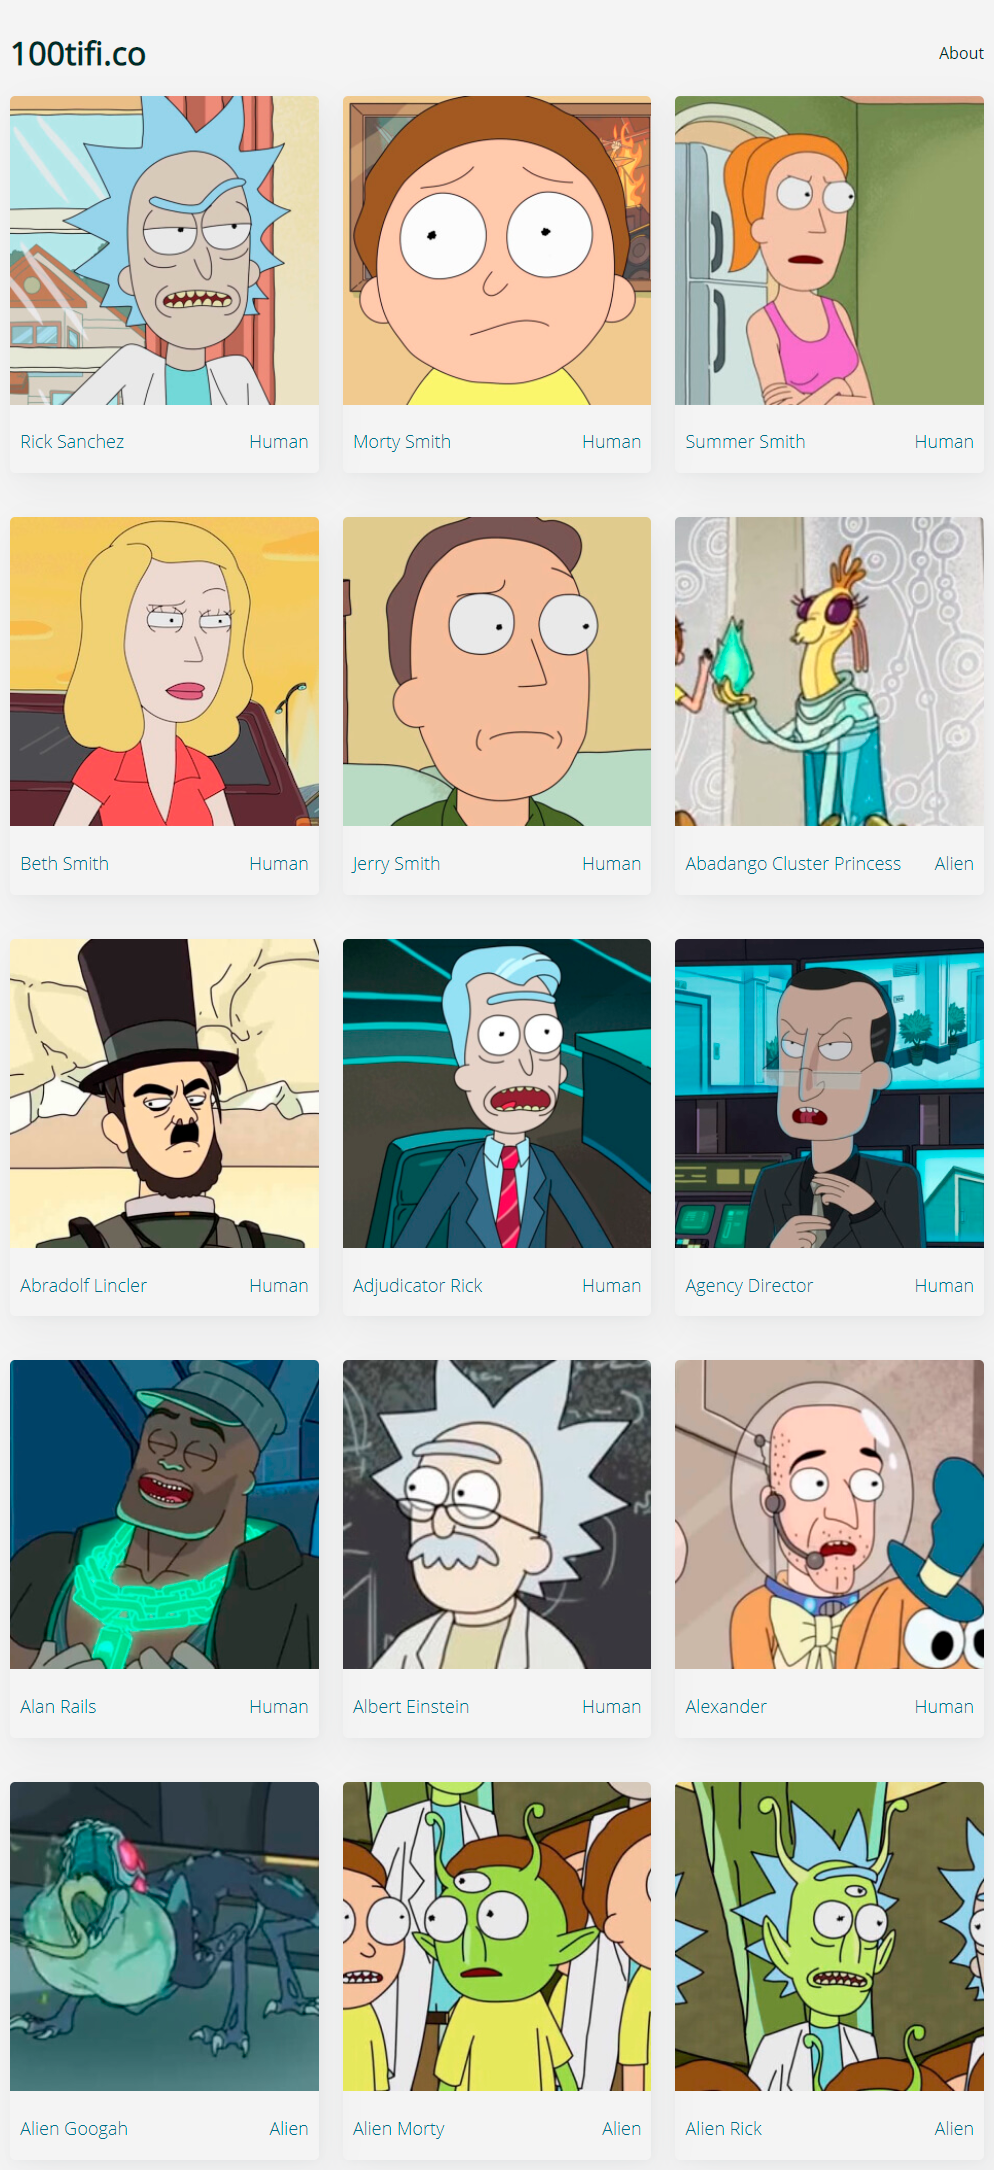 100tifi.co About
Rick Sanchez Human
Morty Smith Human
Summer Smith Human
Beth Smith Human
Jerry Smith Human
Abadango Cluster Princess Alien
Abradolf Lincler Human
Adjudicator Rick Human
Agency Director Human
Alan Rails Human
Albert Einstein Human
Alexander Human
Alien Googah Alien
Alien Morty Alien
Alien Rick Alien